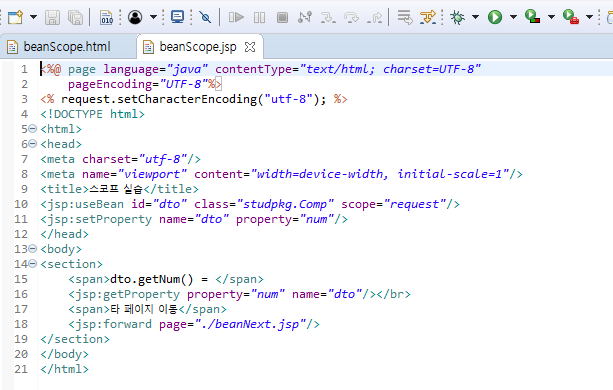 beanScope.html beanScope.jsp
1 <%@ page language="java" contentType="text/html; charset=UTF-8"
2 pageEncoding="UTF-8"%>
3 <% request.setCharacterEncoding("utf-8"); %>
4 <!DOCTYPE html>
5 <html>
6 <head>
7 <meta charset="utf-8"/>
8 <meta name="viewport" content="width=device-width, initial-scale=1"/>
9 <title>스코프 실습</title>
10 <jsp:useBean id="dto" class="studpkg.Comp" scope="request"/>
11 <jsp:setProperty name="dto" property="num"/>
12 </head>
13 <body>
14 <section>
15 <span>dto.getNum() = </span>
16 <jsp:getProperty property="num" name="dto"/></br>
17 <span>타 페이지 이동</span>
18 <jsp:forward page="./beanNext.jsp"/>
19 </section>
20 </body>
21 </html>